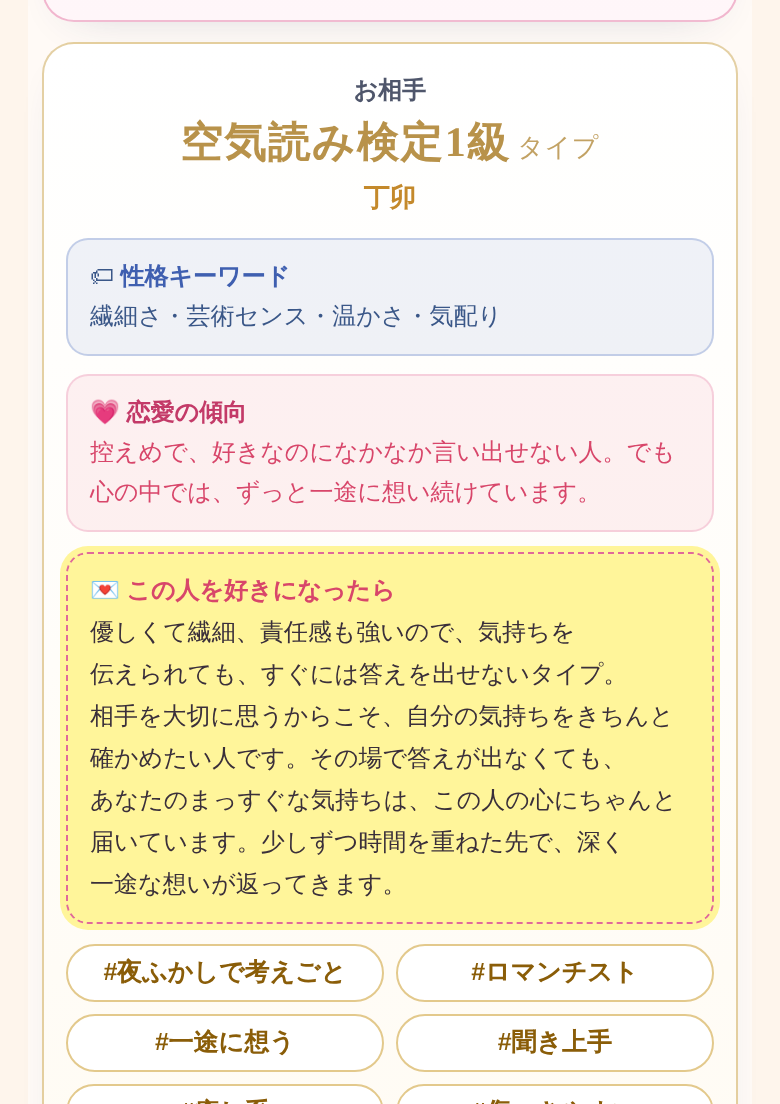 お相手
空気読み検定1級 タイプ
丁卯
性格キーワード
繊細さ・芸術センス・温かさ・気配り
恋愛の傾向
控えめで、好きなのになかなか言い出せない人。でも
心の中では、ずっと一途に想い続けています。
この人を好きになったら
優しくて繊細、責任感も強いので、気持ちを
伝えられても、すぐには答えを出せないタイプ。
相手を大切に思うからこそ、自分の気持ちをきちんと
確かめたい人です。その場で答えが出なくても、
あなたのまっすぐな気持ちは、この人の心にちゃんと
届いています。少しずつ時間を重ねた先で、深く
一途な想いが返ってきます。
#夜ふかしで考えごと
#ロマンチスト
#一途に想う
#聞き上手